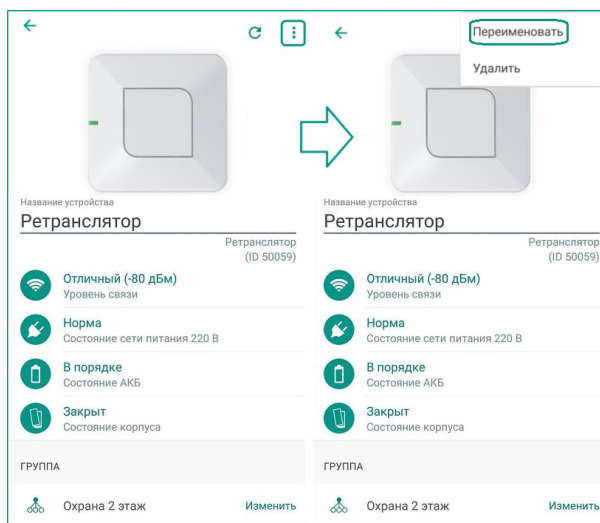 Название устройства
Ретранслятор
Ретранслятор
(ID 50059)
Отличный (-80 дБм)
Уровень связи
Норма
Состояние сети питания 220 В
В порядке
Состояние АКБ
Закрыт
Состояние корпуса
ГРУППА
Охрана 2 этаж
Изменить
Переименовать
Удалить
Название устройства
Ретранслятор
Ретранслятор
(ID 50059)
Отличный (-80 дБм)
Уровень связи
Норма
Состояние сети питания 220 В
В порядке
Состояние АКБ
Закрыт
Состояние корпуса
ГРУППА
Охрана 2 этаж
Изменить